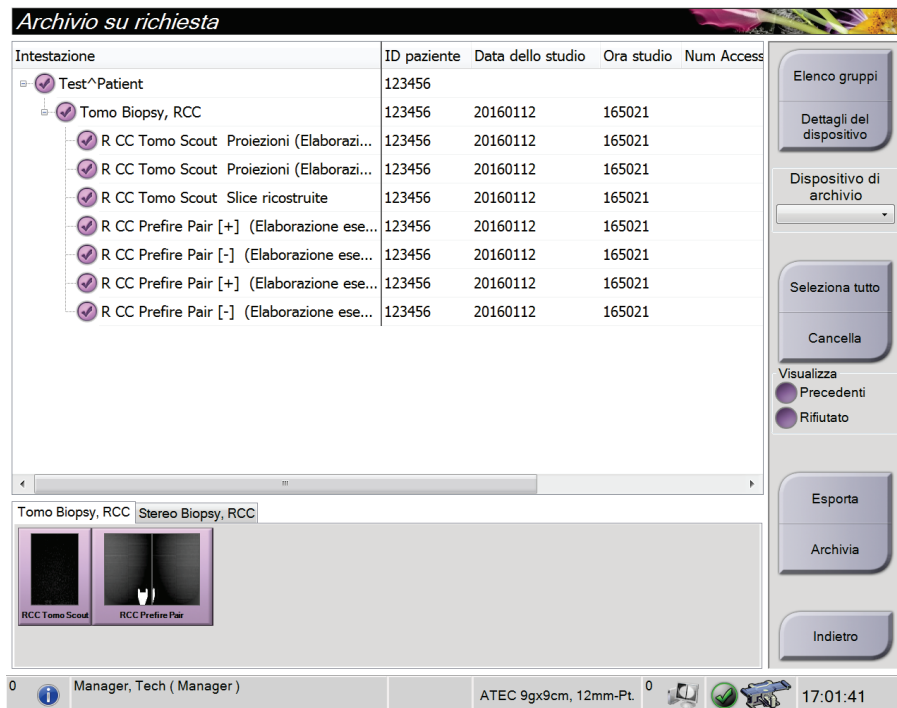 Archivio su richiesta
Intestazione ID paziente Data dello studio Ora studio Num Access
Test^Patient 123456
Tomo Biopsy, RCC 123456 20160112 165021
R CC Tomo Scout Proiezioni (Elaborazi... 123456 20160112 165021
R CC Tomo Scout Proiezioni (Elaborazi... 123456 20160112 165021
R CC Tomo Scout Slice ricostruite 123456 20160112 165021
R CC Prefire Pair [+] (Elaborazione ese... 123456 20160112 165021
R CC Prefire Pair [-] (Elaborazione ese... 123456 20160112 165021
R CC Prefire Pair [+] (Elaborazione ese... 123456 20160112 165021
R CC Prefire Pair [-] (Elaborazione ese... 123456 20160112 165021
Elenco gruppi
Dettagli del
dispositivo
Dispositivo di
archivio
Seleziona tutto
Cancella
Visualizza
Precedenti
Rifiutato
Esporta
Archivia
Indietro
Tomo Biopsy, RCC Stereo Biopsy, RCC
RCC Tomo Scout RCC Prefire Pair
0 Manager, Tech ( Manager ) ATEC 9gx9cm, 12mm-Pt. 0 17:01:41